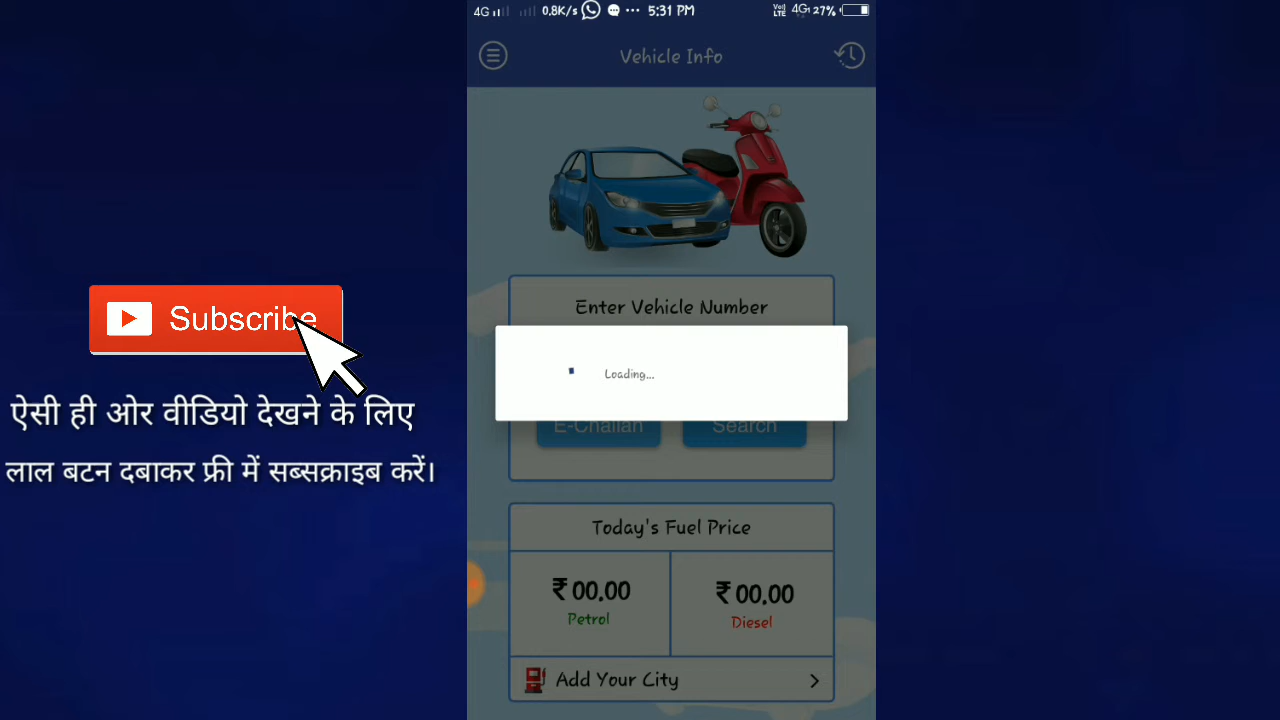 4G 0.8K/s ... 5:31 PM VoLTE 4G 27%
Vehicle Info
Enter Vehicle Number
Loading...
E-Challan Search
Subscribe
ऐसी ही ओर वीडियो देखने के लिए
लाल बटन दबाकर फ्री में सब्सक्राइब करें।
Today's Fuel Price
₹ 00.00 ₹ 00.00
Petrol Diesel
Add Your City